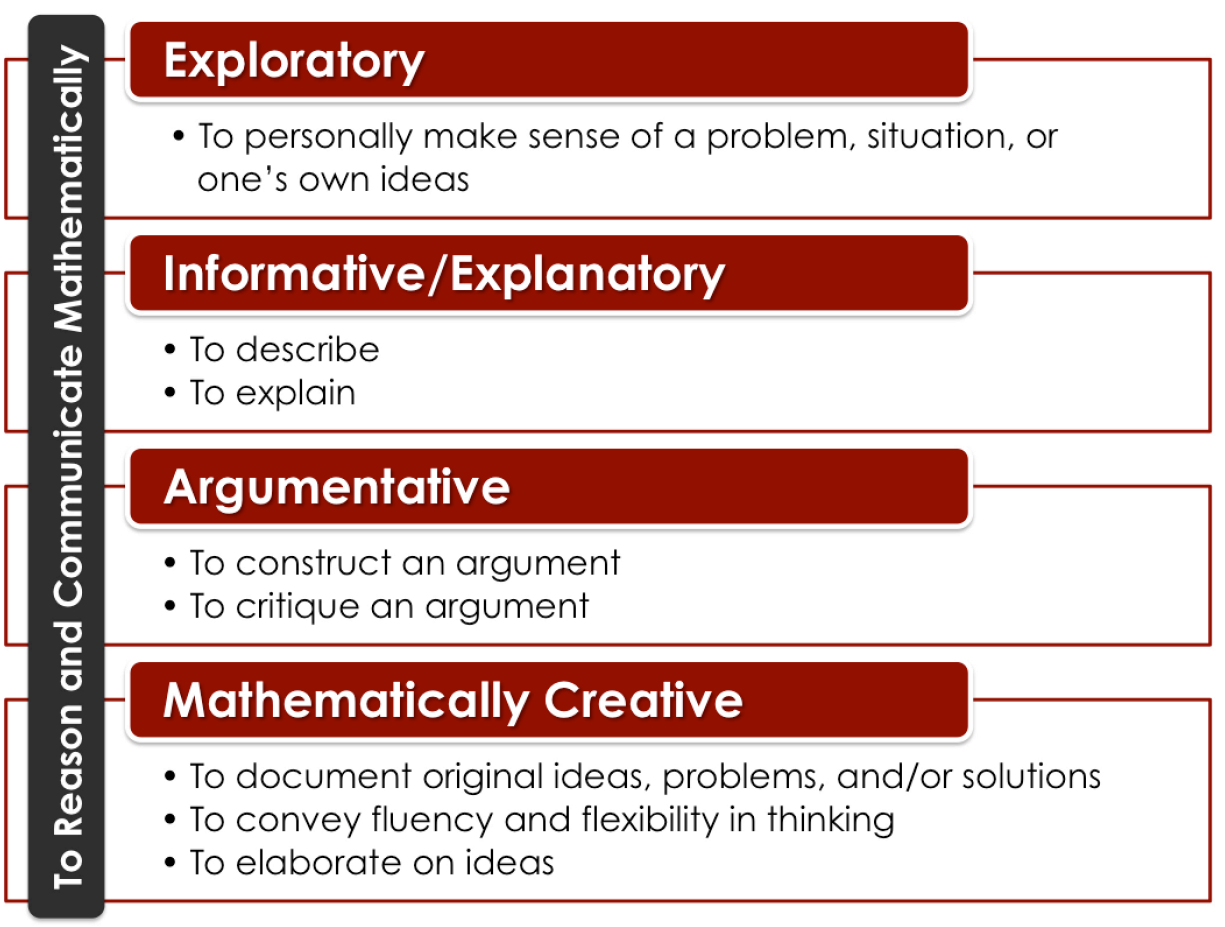 To Reason and Communicate Mathematically
Exploratory
• To personally make sense of a problem, situation, or
one’s own ideas
Informative/Explanatory
• To describe
• To explain
Argumentative
• To construct an argument
• To critique an argument
Mathematically Creative
• To document original ideas, problems, and/or solutions
• To convey fluency and flexibility in thinking
• To elaborate on ideas